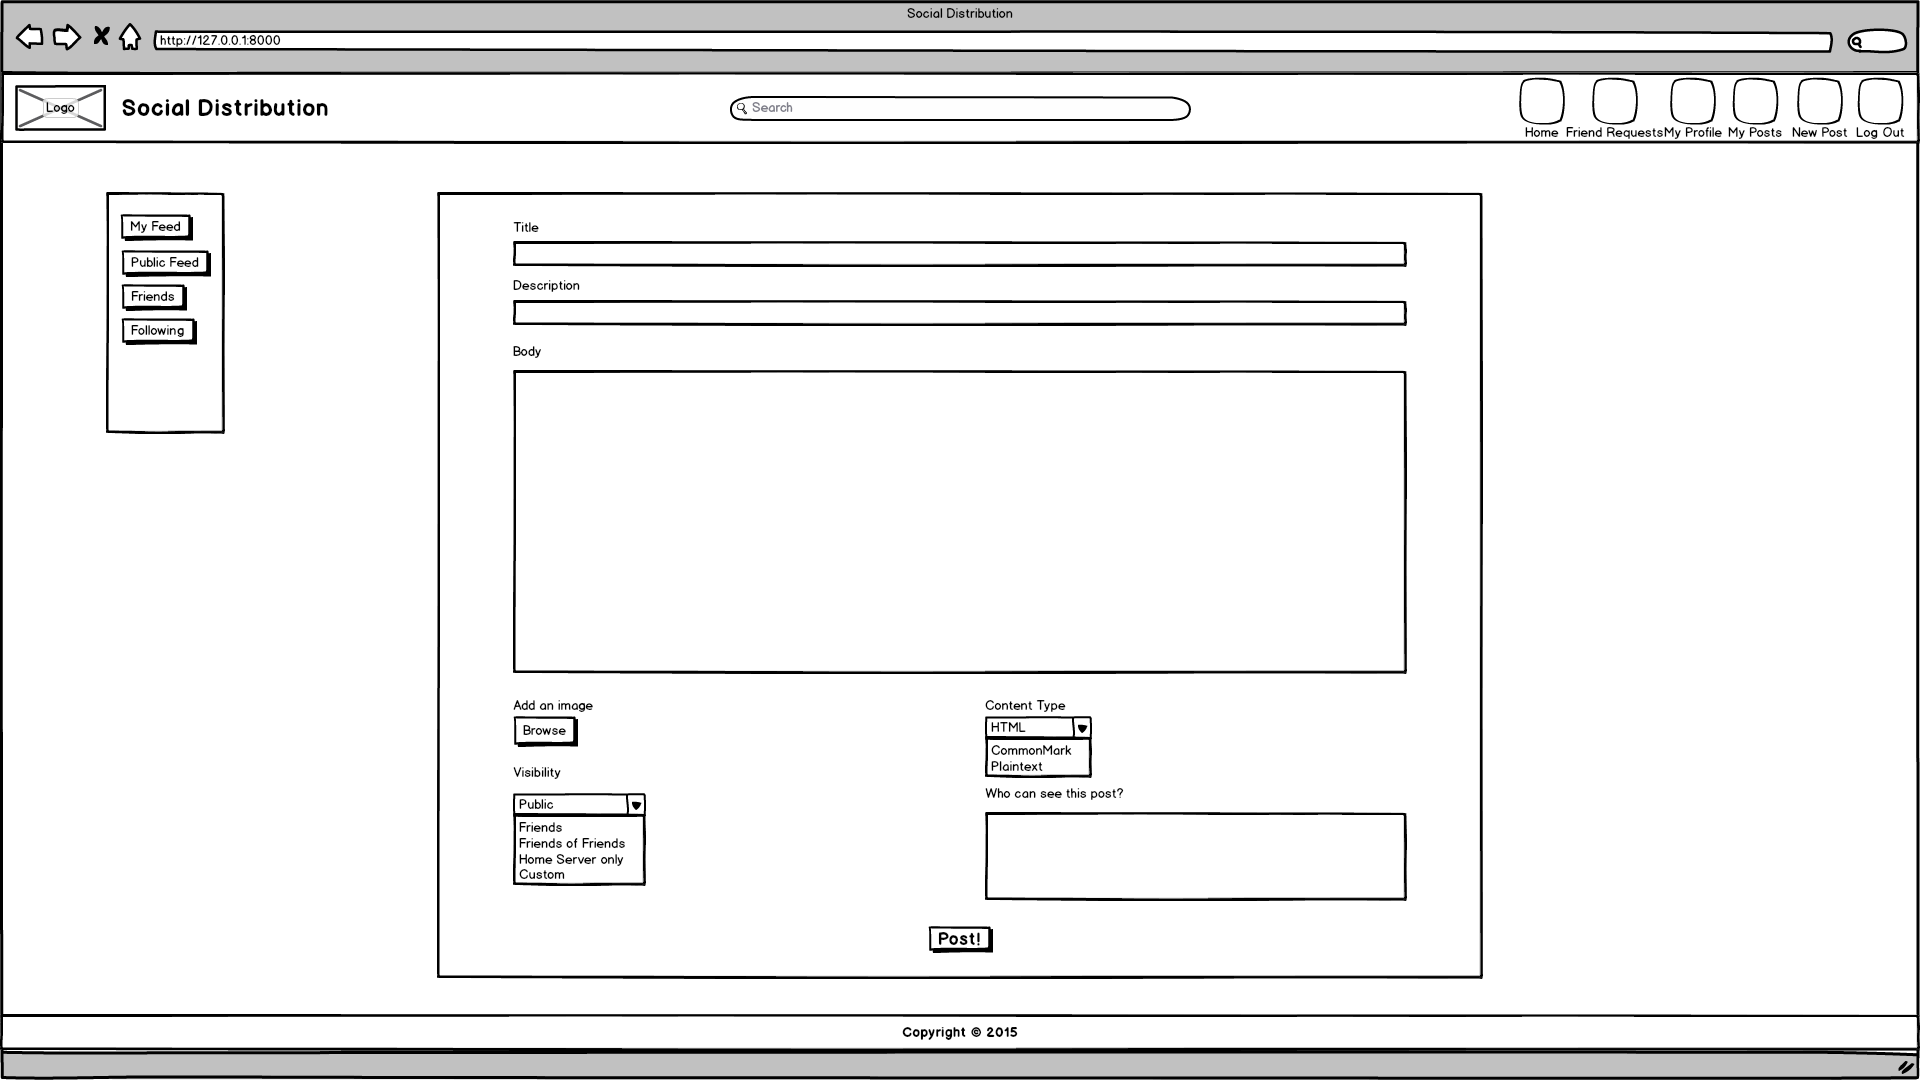 Social Distribution
http://127.0.0.1:8000
Logo
Social Distribution
Search
Home
Friend Requests
My Profile
My Posts
New Post
Log Out
My Feed
Public Feed
Friends
Following
Title
Description
Body
Add an image
Browse
Content Type
HTML
CommonMark
Plaintext
Visibility
Public
Friends
Friends of Friends
Home Server only
Custom
Who can see this post?
Post!
Copyright © 2015